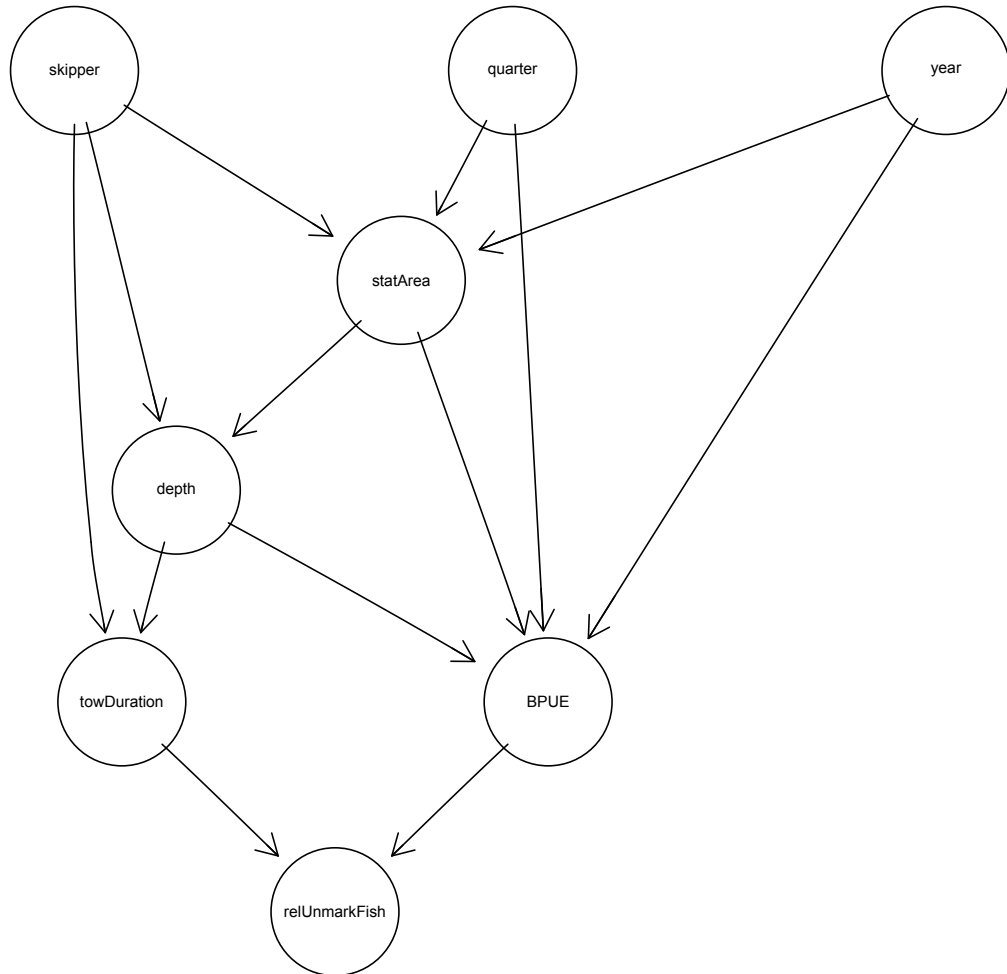 skipper
quarter
year
statArea
depth
towDuration
BPUE
relUnmarkFish